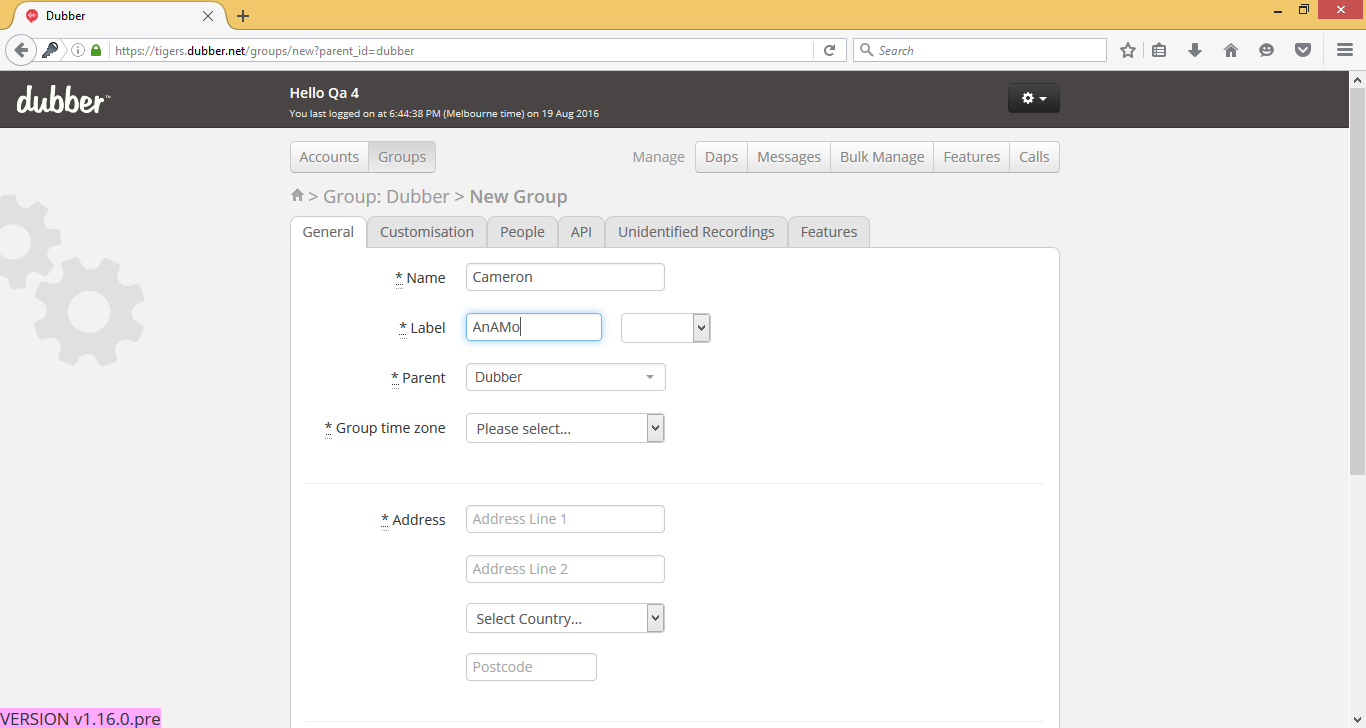 Dubber
https://tigers.dubber.net/groups/new?parent_id=dubber
Search
dubber™
Hello Qa 4
You last logged on at 6:44:38 PM (Melbourne time) on 19 Aug 2016
Accounts Groups Manage Daps Messages Bulk Manage Features Calls
> Group: Dubber > New Group
General Customisation People API Unidentified Recordings Features
* Name Cameron
* Label AnAMo
* Parent Dubber
* Group time zone Please select...
* Address Address Line 1
Address Line 2
Select Country...
Postcode
VERSION v1.16.0.pre